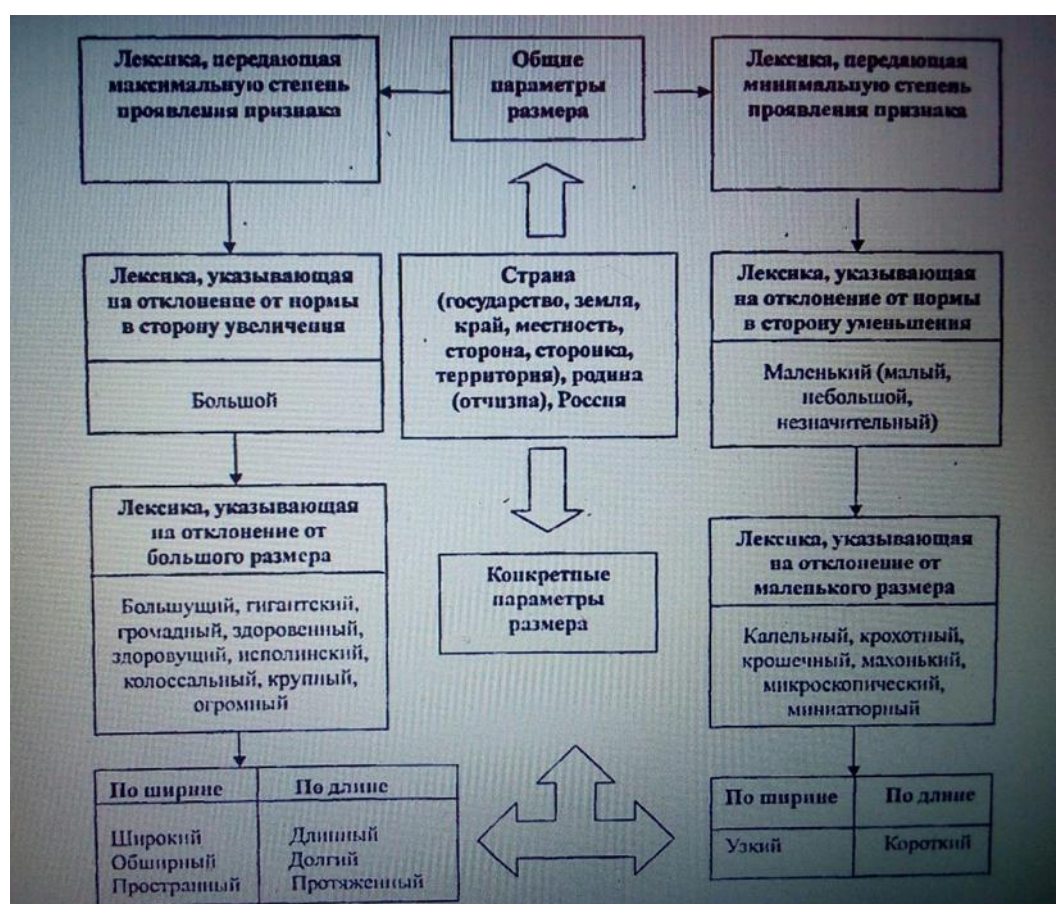 Лексика, передающая
максимальную степень
проявления признака
Общие
параметры
размера
Лексика, передающая
минимальную степень
проявления признака
Лексика, указывающая
на отклонение от нормы
в сторону увеличения
Большой
Страна
(государство, земля,
край, местность,
сторона, сторонка,
территория), родина
(отчизна), Россия
Лексика, указывающая
на отклонение от нормы
в сторону уменьшения
Маленький (малый,
небольшой,
незначительный)
Лексика, указывающая
на отклонение от
большого размера
Большущий, гигантский,
громадный, здоровенный,
здоровущий, исполинский,
колоссальный, крупный,
огромный
Конкретные
параметры
размера
Лексика, указывающая
на отклонение от
маленького размера
Капельный, крохотный,
крошечный, махонький,
микроскопический,
миниатюрный
По ширине
Широкий
Обширный
Пространный
По длине
Длинный
Долгий
Протяженный
По ширине
Узкий
По длине
Короткий